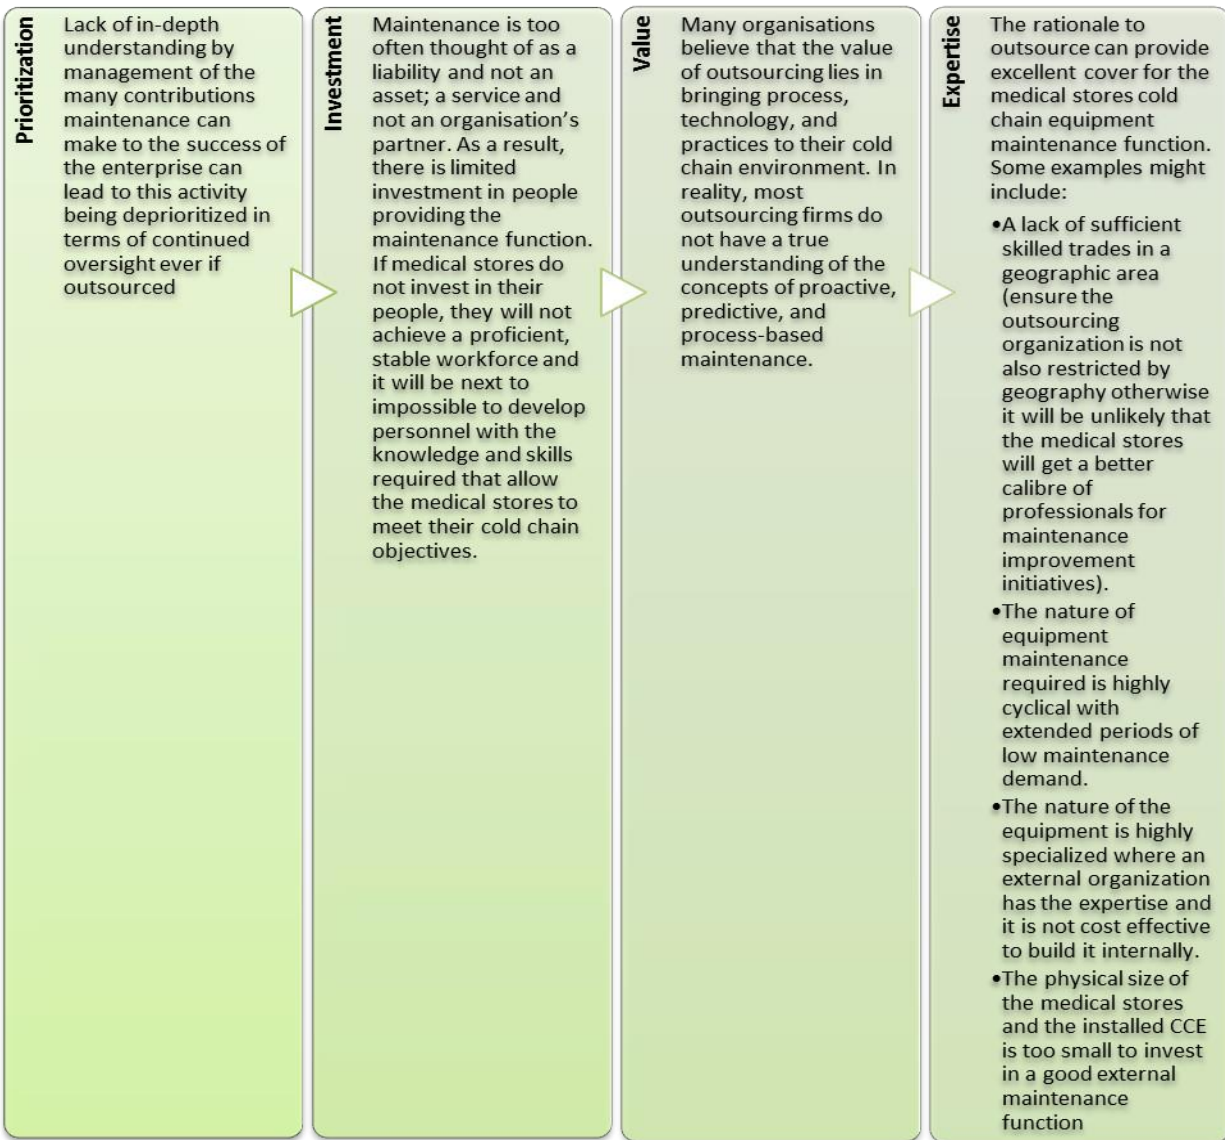 Prioritization
Lack of in-depth
understanding by
management of the
many contributions
maintenance can
make to the success of
the enterprise can
lead to this activity
being deprioritized in
terms of continued
oversight ever if
outsourced
Investment
Maintenance is too
often thought of as a
liability and not an
asset; a service and
not an organisation's
partner. As a result,
there is limited
investment in people
providing the
maintenance function.
If medical stores do
not invest in their
people, they will not
achieve a proficient,
stable workforce and
it will be next to
impossible to develop
personnel with the
knowledge and skills
required that allow
the medical stores to
meet their cold chain
objectives.
Value
Many organisations
believe that the value
of outsourcing lies in
bringing process,
technology, and
practices to their cold
chain environment. In
reality, most
outsourcing firms do
not have a true
understanding of the
concepts of proactive,
predictive, and
process-based
maintenance.
Expertise
The rationale to
outsource can provide
excellent cover for the
medical stores cold
chain equipment
maintenance function.
Some examples might
include:
•A lack of sufficient
skilled trades in a
geographic area
(ensure the
outsourcing
organization is not
also restricted by
geography otherwise
it will be unlikely that
the medical stores
will get a better
calibre of
professionals for
maintenance
improvement
initiatives).
•The nature of
equipment
maintenance
required is highly
cyclical with
extended periods of
low maintenance
demand.
•The nature of the
equipment is highly
specialized where an
external organization
has the expertise and
it is not cost effective
to build it internally.
•The physical size of
the medical stores
and the installed CCE
is too small to invest
in a good external
maintenance
function